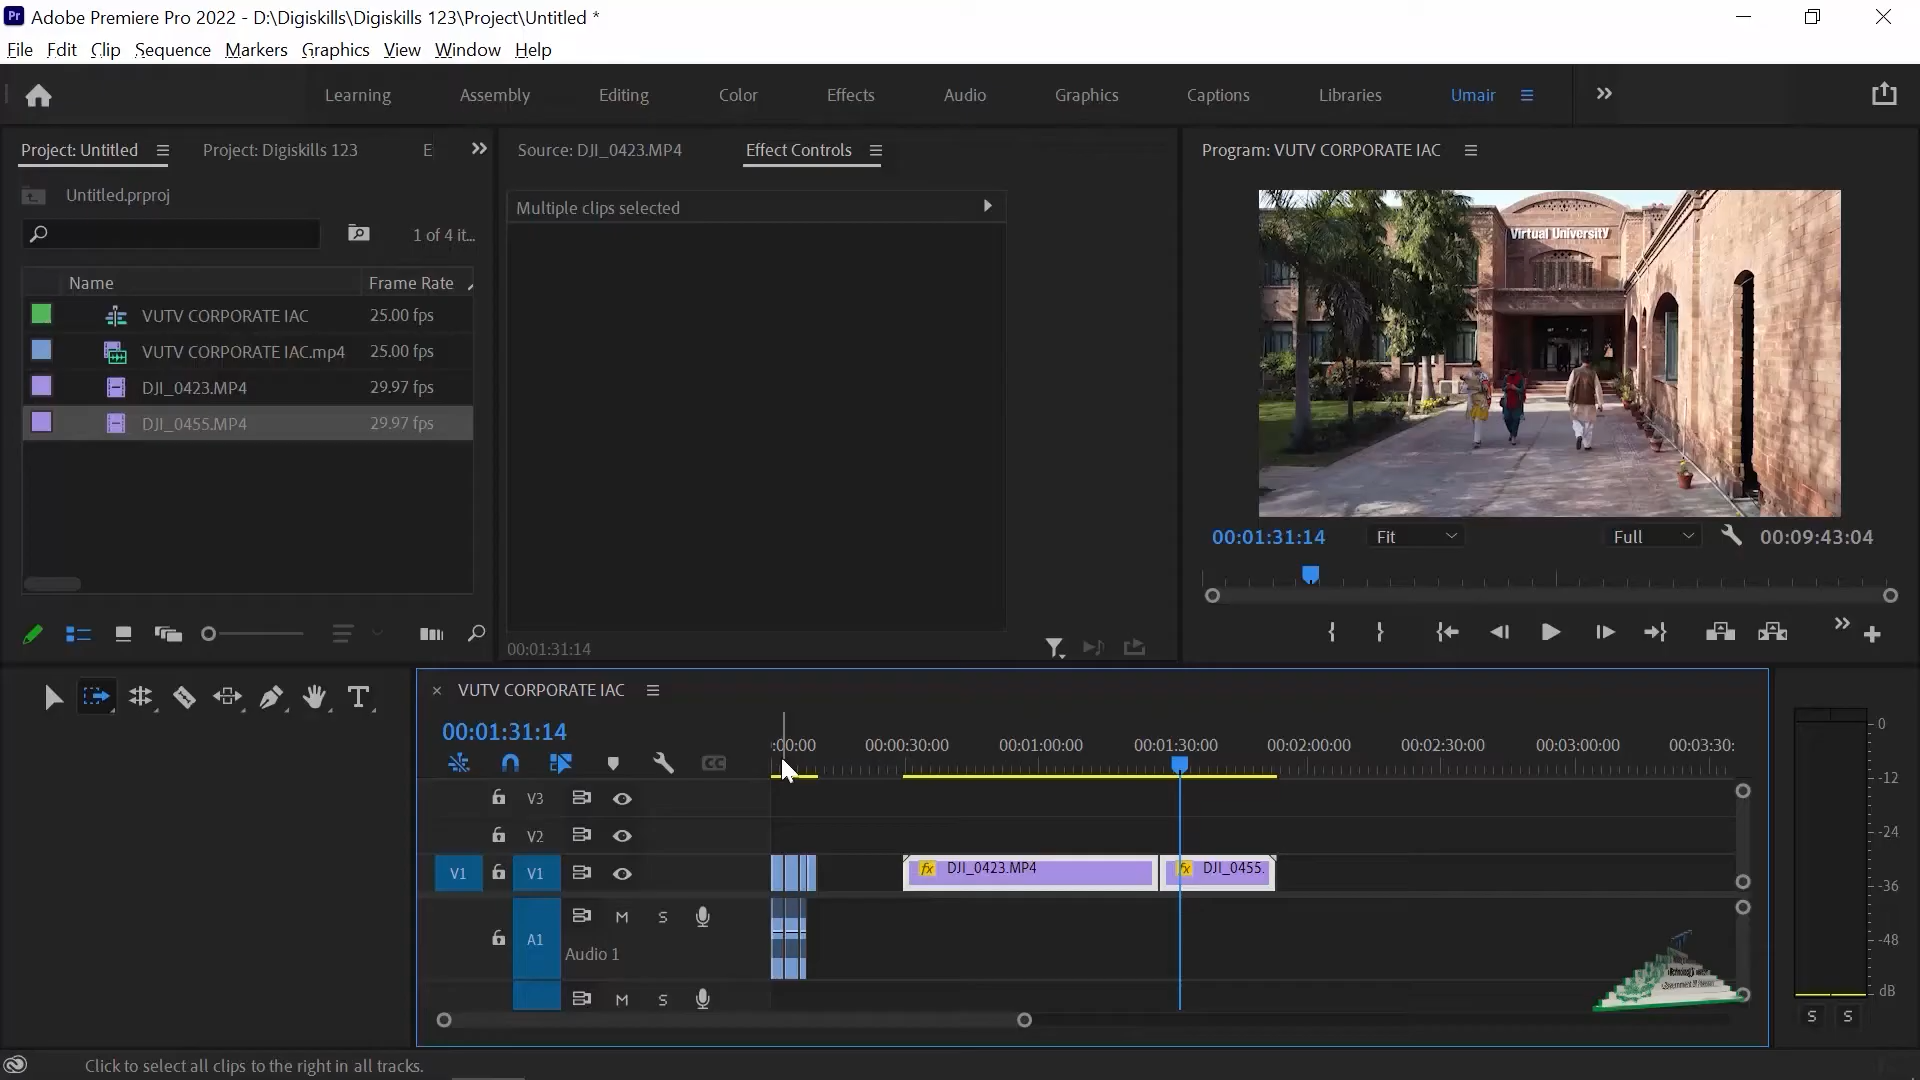 Pr Adobe Premiere Pro 2022 - D:\Digiskills\Digiskills 123\Project\Untitled *
File Edit Clip Sequence Markers Graphics View Window Help
Learning Assembly Editing Color Effects Audio Graphics Captions Libraries Umair
Project: Untitled Project: Digiskills 123 E
Source: DJI_0423.MP4 Effect Controls
Program: VUTV CORPORATE IAC
Untitled.prproj
1 of 4 it...
Multiple clips selected
Name Frame Rate
VUTV CORPORATE IAC 25.00 fps
VUTV CORPORATE IAC.mp4 25.00 fps
DJI_0423.MP4 29.97 fps
DJI_0455.MP4 29.97 fps
Virtual University
00:01:31:14 Fit Full 00:09:43:04
00:01:31:14
VUTV CORPORATE IAC
00:01:31:14
:00:00 00:00:30:00 00:01:00:00 00:01:30:00 00:02:00:00 00:02:30:00 00:03:00:00 00:03:30:
CC
V3
V2
V1 V1
fx DJI_0423.MP4 fx DJI_0455.
A1 M S
Audio 1
M S
0
-12
-24
-36
-48
dB
S S
Click to select all clips to the right in all tracks.